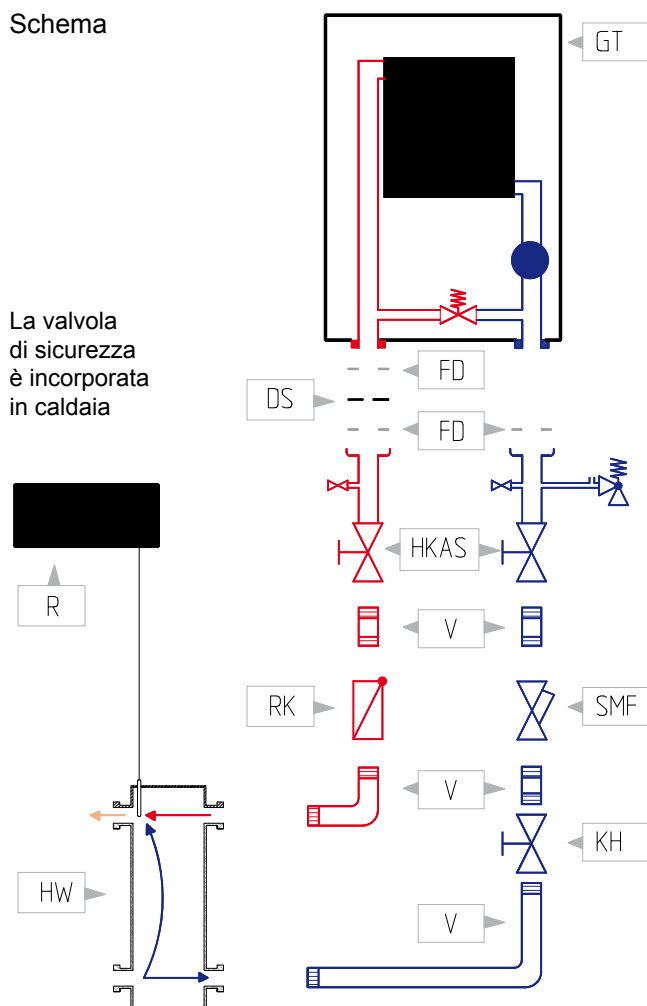 Schema
GT
La valvola
di sicurezza
è incorporata
in caldaia
FD
DS
FD
HKAS
R
V
RK
SMF
V
KH
HW
V